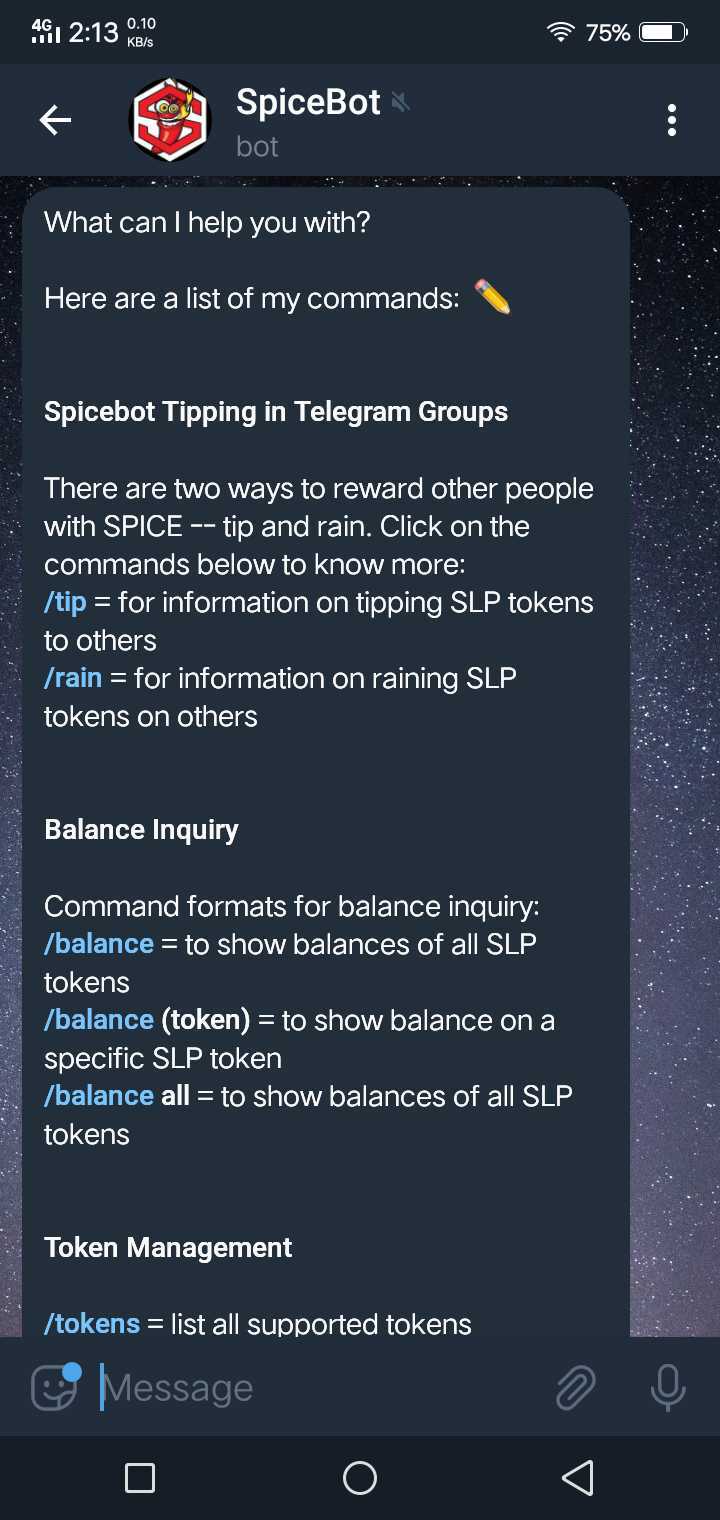 4G 2:13 0.10 KB/s 75%
SpiceBot
bot
What can I help you with?
Here are a list of my commands: ✏️
Spicebot Tipping in Telegram Groups
There are two ways to reward other people
with SPICE -- tip and rain. Click on the
commands below to know more:
/tip = for information on tipping SLP tokens
to others
/rain = for information on raining SLP
tokens on others
Balance Inquiry
Command formats for balance inquiry:
/balance = to show balances of all SLP
tokens
/balance (token) = to show balance on a
specific SLP token
/balance all = to show balances of all SLP
tokens
Token Management
/tokens = list all supported tokens
Message